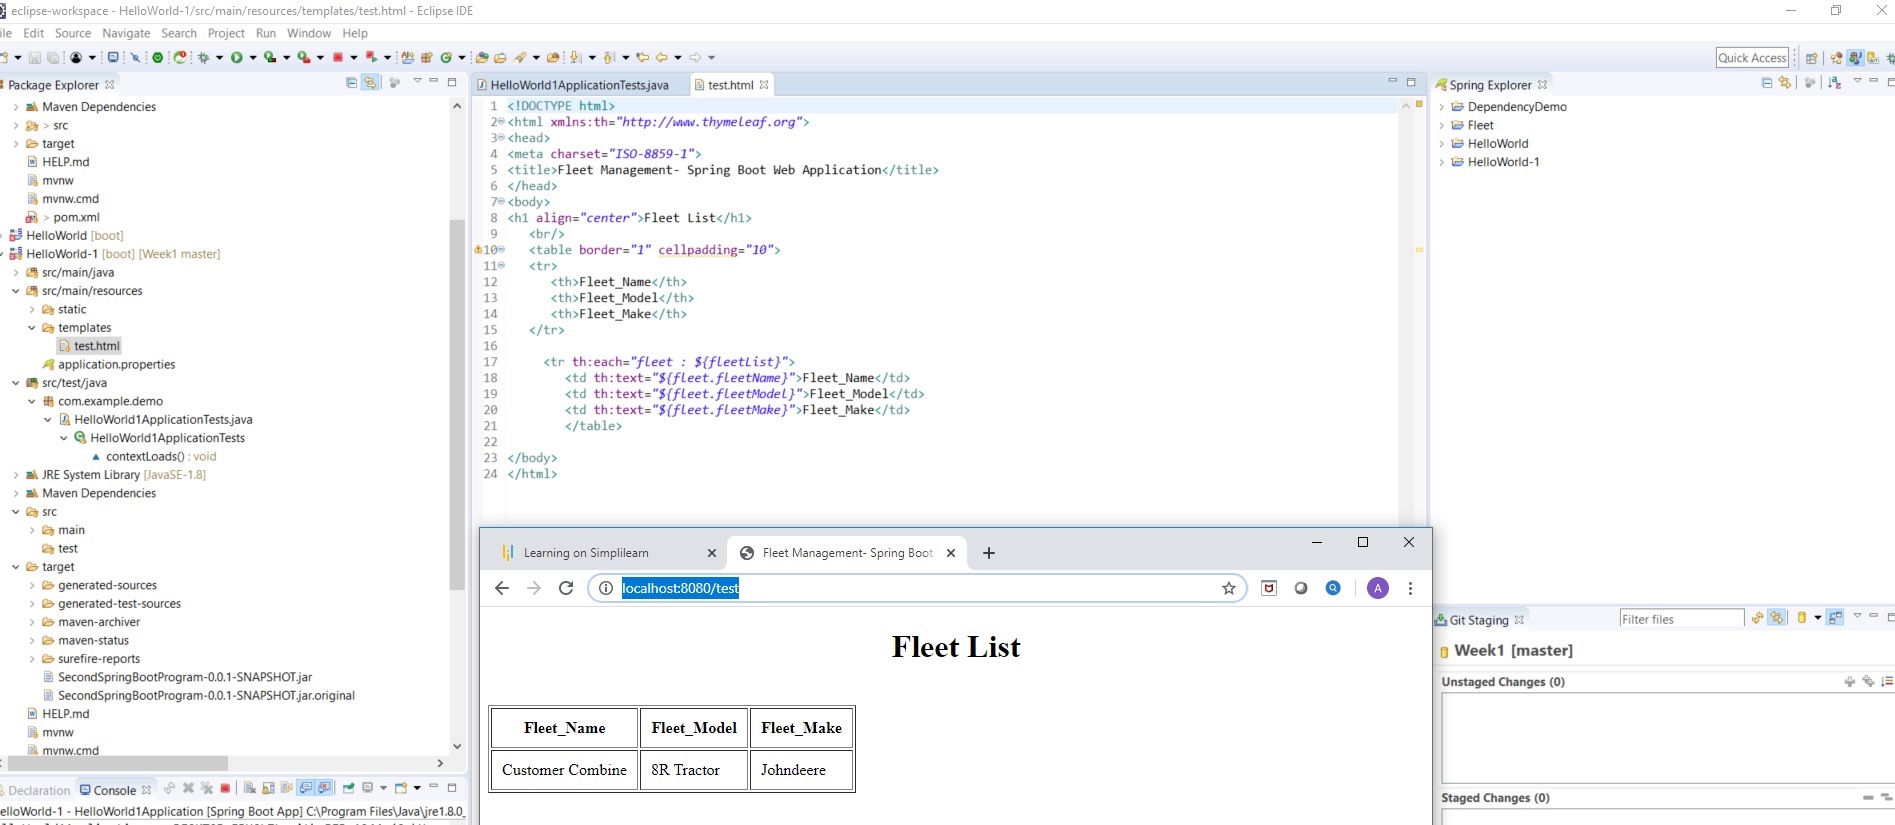 eclipse-workspace - HelloWorld-1/src/main/resources/templates/test.html - Eclipse IDE
ile Edit Source Navigate Search Project Run Window Help
Quick Access
Package Explorer
Maven Dependencies
> src
target
HELP.md
mvnw
mvnw.cmd
> pom.xml
HelloWorld [boot]
HelloWorld-1 [boot] [Week1 master]
src/main/java
src/main/resources
static
templates
test.html
application.properties
src/test/java
com.example.demo
HelloWorld1ApplicationTests.java
HelloWorld1ApplicationTests
contextLoads() : void
JRE System Library [JavaSE-1.8]
Maven Dependencies
src
main
test
target
generated-sources
generated-test-sources
maven-archiver
maven-status
surefire-reports
SecondSpringBootProgram-0.0.1-SNAPSHOT.jar
SecondSpringBootProgram-0.0.1-SNAPSHOT.jar.original
HELP.md
mvnw
mvnw.cmd
Declaration Console
elloWorld-1 - HelloWorld1Application [Spring Boot App] C:\Program Files\Java\jre1.8.0_
HelloWorld1ApplicationTests.java test.html
1 <!DOCTYPE html>
2 <html xmlns:th="http://www.thymeleaf.org">
3 <head>
4 <meta charset="ISO-8859-1">
5 <title>Fleet Management- Spring Boot Web Application</title>
6 </head>
7 <body>
8 <h1 align="center">Fleet List</h1>
9 <br/>
10 <table border="1" cellpadding="10">
11 <tr>
12 <th>Fleet_Name</th>
13 <th>Fleet_Model</th>
14 <th>Fleet_Make</th>
15 </tr>
16
17 <tr th:each="fleet : ${fleetList}">
18 <td th:text="${fleet.fleetName}">Fleet_Name</td>
19 <td th:text="${fleet.fleetModel}">Fleet_Model</td>
20 <td th:text="${fleet.fleetMake}">Fleet_Make</td>
21 </table>
22
23 </body>
24 </html>
Learning on Simplilearn Fleet Management- Spring Boot
localhost:8080/test
A
Fleet List
Fleet_Name Fleet_Model Fleet_Make
Customer Combine 8R Tractor Johndeere
Spring Explorer
DependencyDemo
Fleet
HelloWorld
HelloWorld-1
Git Staging Filter files
Week1 [master]
Unstaged Changes (0)
Staged Changes (0)